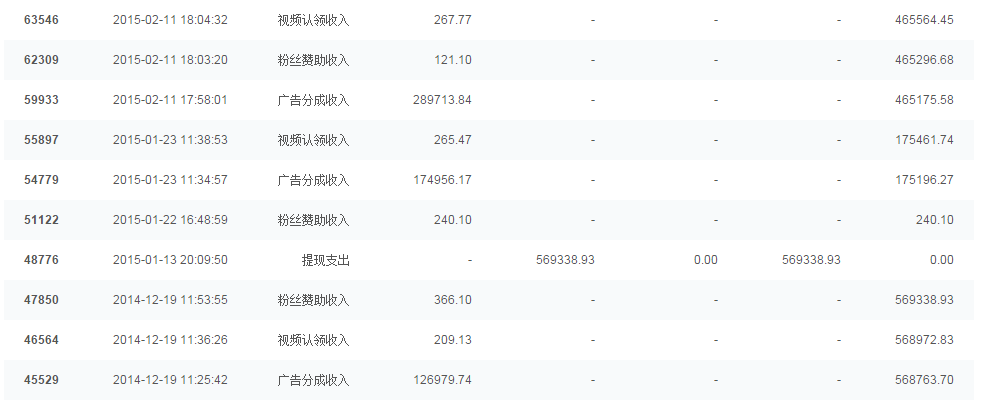 63546 2015-02-11 18:04:32 视频认领收入 267.77 - - - 465564.45
62309 2015-02-11 18:03:20 粉丝赞助收入 121.10 - - - 465296.68
59933 2015-02-11 17:58:01 广告分成收入 289713.84 - - - 465175.58
55897 2015-01-23 11:38:53 视频认领收入 265.47 - - - 175461.74
54779 2015-01-23 11:34:57 广告分成收入 174956.17 - - - 175196.27
51122 2015-01-22 16:48:59 粉丝赞助收入 240.10 - - - 240.10
48776 2015-01-13 20:09:50 提现支出 - 569338.93 0.00 569338.93 0.00
47850 2014-12-19 11:53:55 粉丝赞助收入 366.10 - - - 569338.93
46564 2014-12-19 11:36:26 视频认领收入 209.13 - - - 568972.83
45529 2014-12-19 11:25:42 广告分成收入 126979.74 - - - 568763.70